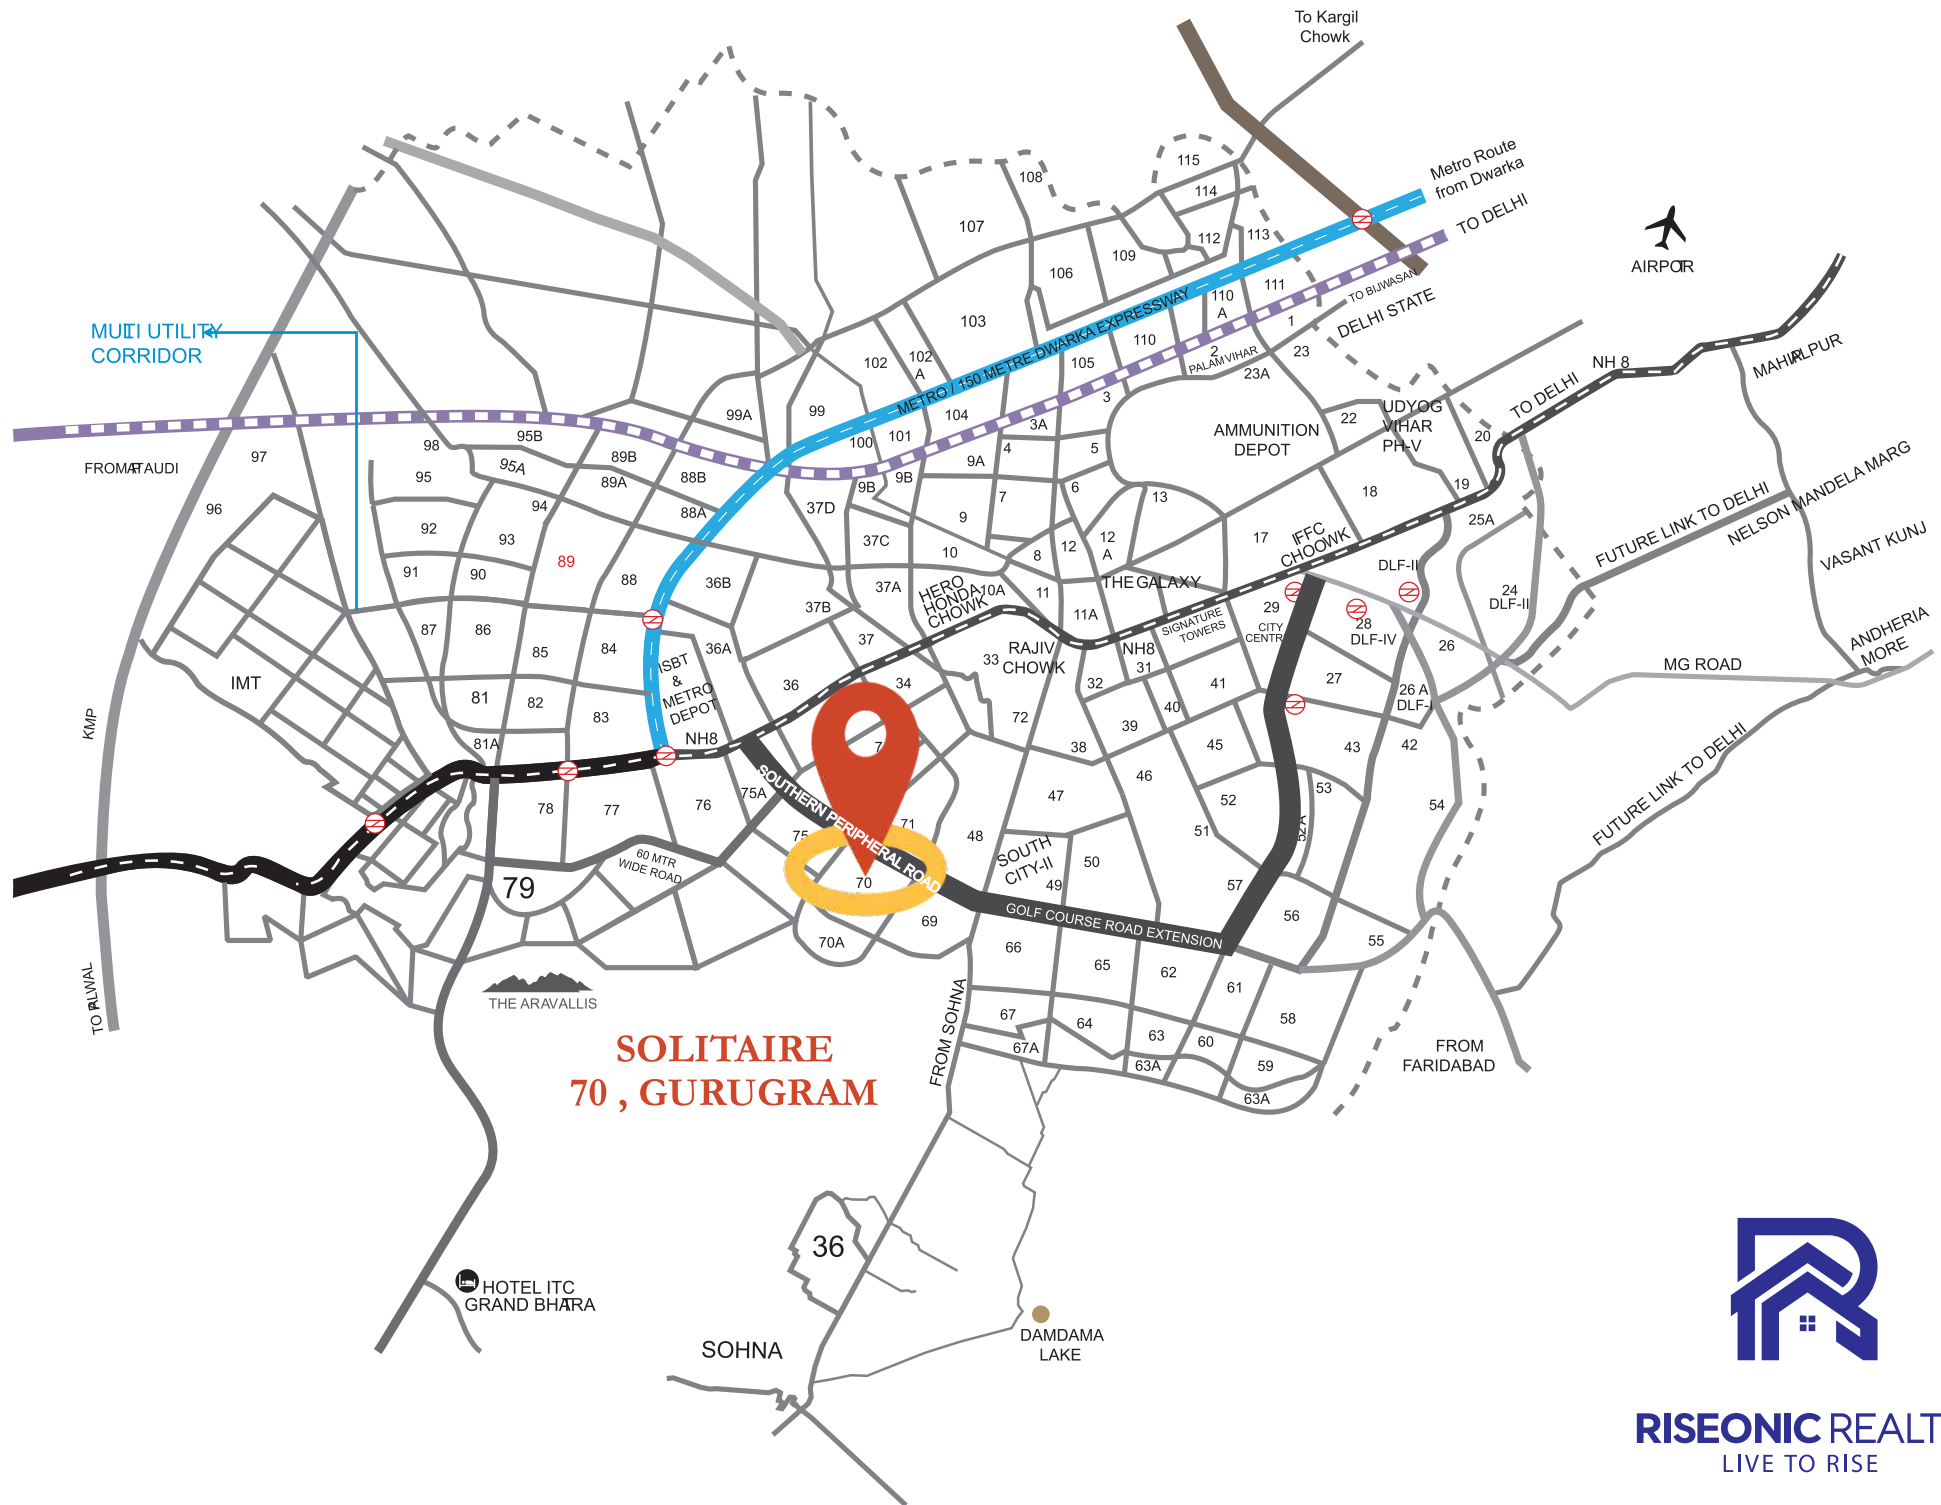 To Kargil
Chowk
Metro Route
from Dwarka
TO DELHI
AIRPORT
115
114
108
107
112
113
109
106
111
110
A
TO BIJWASAN
DELHI STATE
1
MULTI UTILITY
CORRIDOR
103
METRO / 150 METRE DWARKA EXPRESSWAY
110
2
PALAM VIHAR
23
23A
102
102
A
105
3
NH 8
MAHIPALPUR
TO DELHI
99A
99
104
3A
101
100
22
UDYOG
VIHAR
PH-V
20
AMMUNITION
DEPOT
95B
98
97
FROM PATAUDI
95A
95
89B
89A
88B
88A
4
5
9A
9B
9B
6
7
13
18
19
25A
NELSON MANDELA MARG
FUTURE LINK TO DELHI
VASANT KUNJ
96
94
92
93
37D
9
37C
10
8
12
12
A
17
IFFC
CHOOWK
89
91
90
88
36B
37A
37B
HERO
HONDA
CHOWK
10A
11
11A
THE GALAXY
DLF-II
24
DLF-II
29
CITY
CENTR
28
DLF-IV
SIGNATURE
TOWERS
26
ANDHERIA
MORE
MG ROAD
87
86
85
84
36A
37
33
RAJIV
CHOWK
NH8
31
ISBT
&
METRO
DEPOT
IMT
36
34
32
41
27
26 A
DLF-I
81
82
83
72
40
39
38
45
43
42
KMP
81A
NH8
7
46
FUTURE LINK TO DELHI
78
77
76
75A
SOUTHERN PERIPHERAL ROAD
75
71
47
48
52
53
54
51
52A
SOUTH
CITY-II
49
50
60 MTR
WIDE ROAD
79
70
57
56
55
69
70A
GOLF COURSE ROAD EXTENSION
66
65
62
61
THE ARAVALLIS
TO PALWAL
FROM SOHNA
67
64
63
58
67A
60
63A
59
63A
FROM
FARIDABAD
SOLITAIRE
70 , GURUGRAM
36
HOTEL ITC
GRAND BHARTA
DAMDAMA
LAKE
SOHNA
RISEONIC REALT
LIVE TO RISE